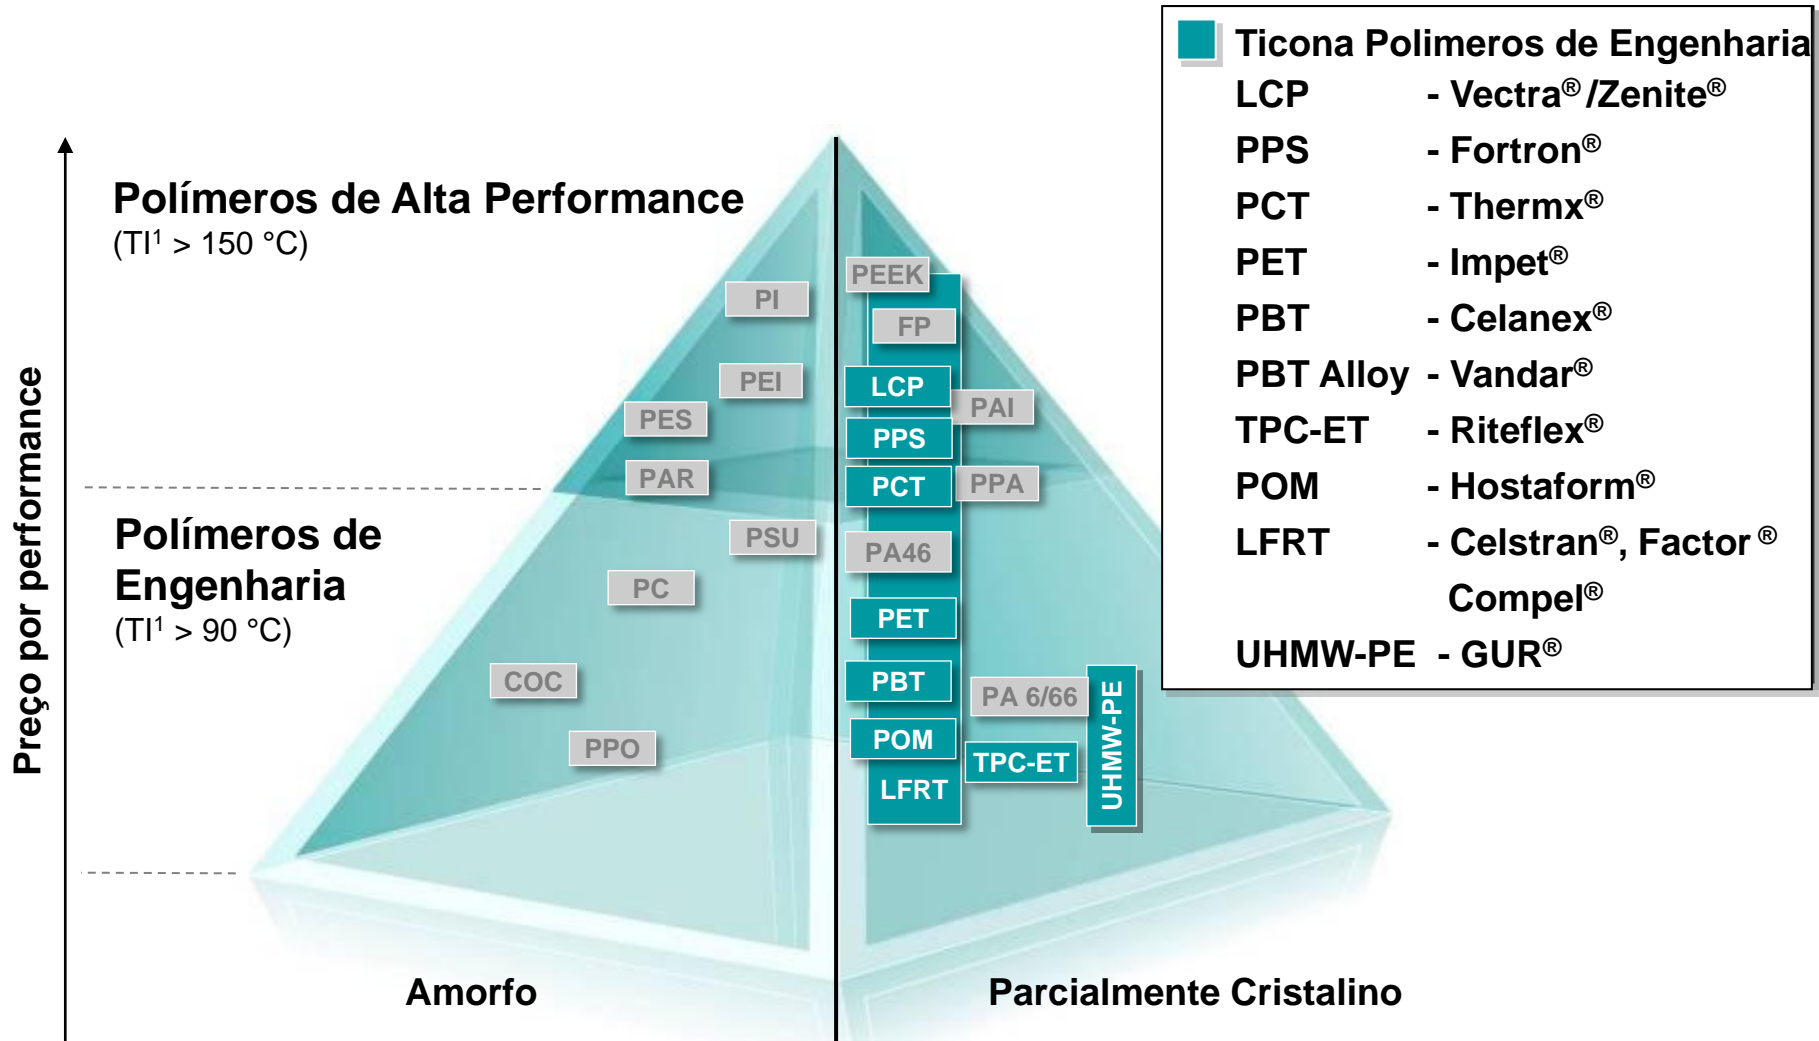 Ticona Polimeros de Engenharia
LCP - Vectra® /Zenite®
PPS - Fortron®
PCT - Thermx®
PET - Impet®
PBT - Celanex®
PBT Alloy - Vandar®
TPC-ET - Riteflex®
POM - Hostaform®
LFRT - Celstran®, Factor ®
Compel®
UHMW-PE - GUR®
Preço por performance
Polímeros de Alta Performance
(TI¹ > 150 °C)
Polímeros de
Engenharia
(TI¹ > 90 °C)
PI
PEI
PES
PAR
PSU
PC
COC
PPO
PEEK
FP
LCP
PAI
PPS
PCT
PPA
PA46
PET
PBT
PA 6/66
POM
TPC-ET
LFRT
UHMW-PE
Amorfo
Parcialmente Cristalino